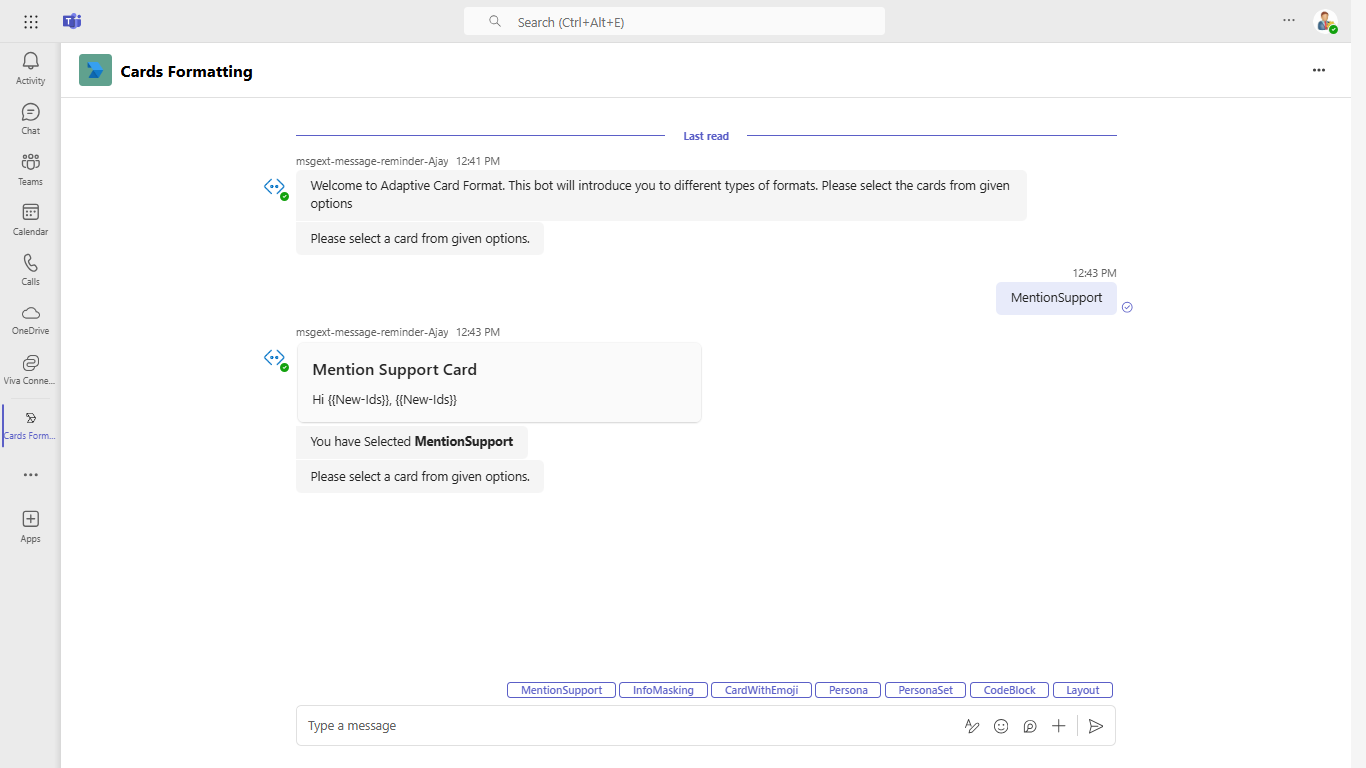 Search (Ctrl+Alt+E)
Activity
Chat
Teams
Calendar
Calls
OneDrive
Viva Conne...
Cards Form...
Apps
Cards Formatting
Last read
msgext-message-reminder-Ajay 12:41 PM
Welcome to Adaptive Card Format. This bot will introduce you to different types of formats. Please select the cards from given
options
Please select a card from given options.
12:43 PM
MentionSupport
msgext-message-reminder-Ajay 12:43 PM
Mention Support Card
Hi {{New-Ids}}, {{New-Ids}}
You have Selected MentionSupport
Please select a card from given options.
MentionSupport InfoMasking CardWithEmoji Persona PersonaSet CodeBlock Layout
Type a message